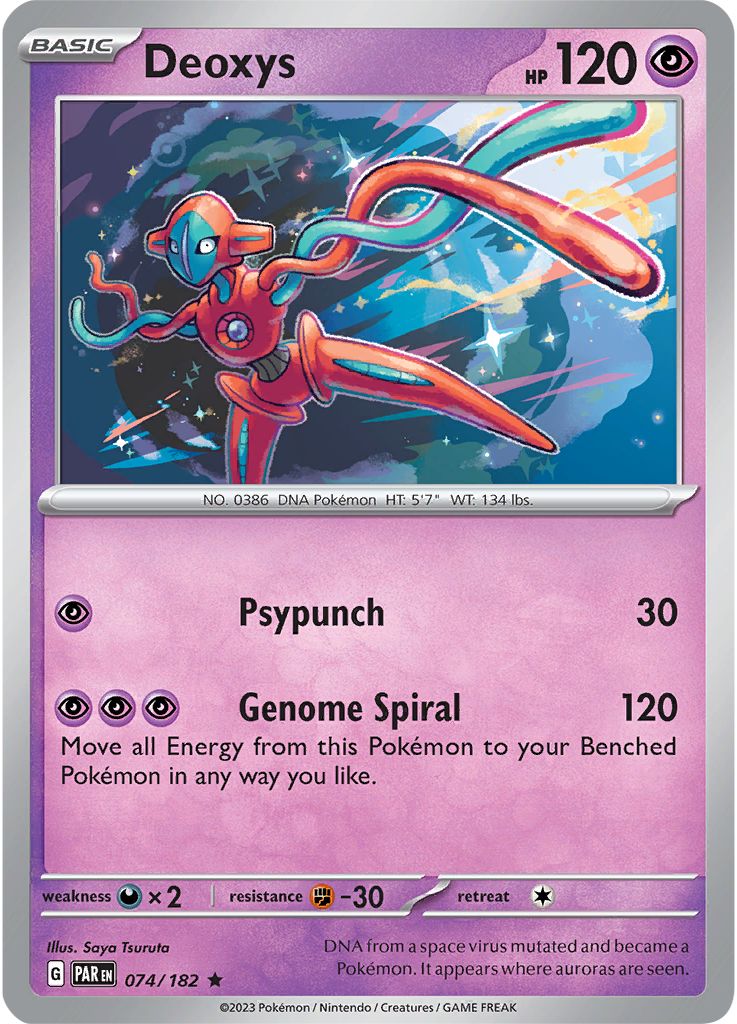 BASIC Deoxys HP 120
NO. 0386 DNA Pokémon HT: 5'7" WT: 134 lbs.
Psypunch 30
Genome Spiral 120
Move all Energy from this Pokémon to your Benched
Pokémon in any way you like.
weakness ×2 resistance -30 retreat
Illus. Saya Tsuruta
DNA from a space virus mutated and became a
Pokémon. It appears where auroras are seen.
G PAR EN 074/182 ★
©2023 Pokémon / Nintendo / Creatures / GAME FREAK